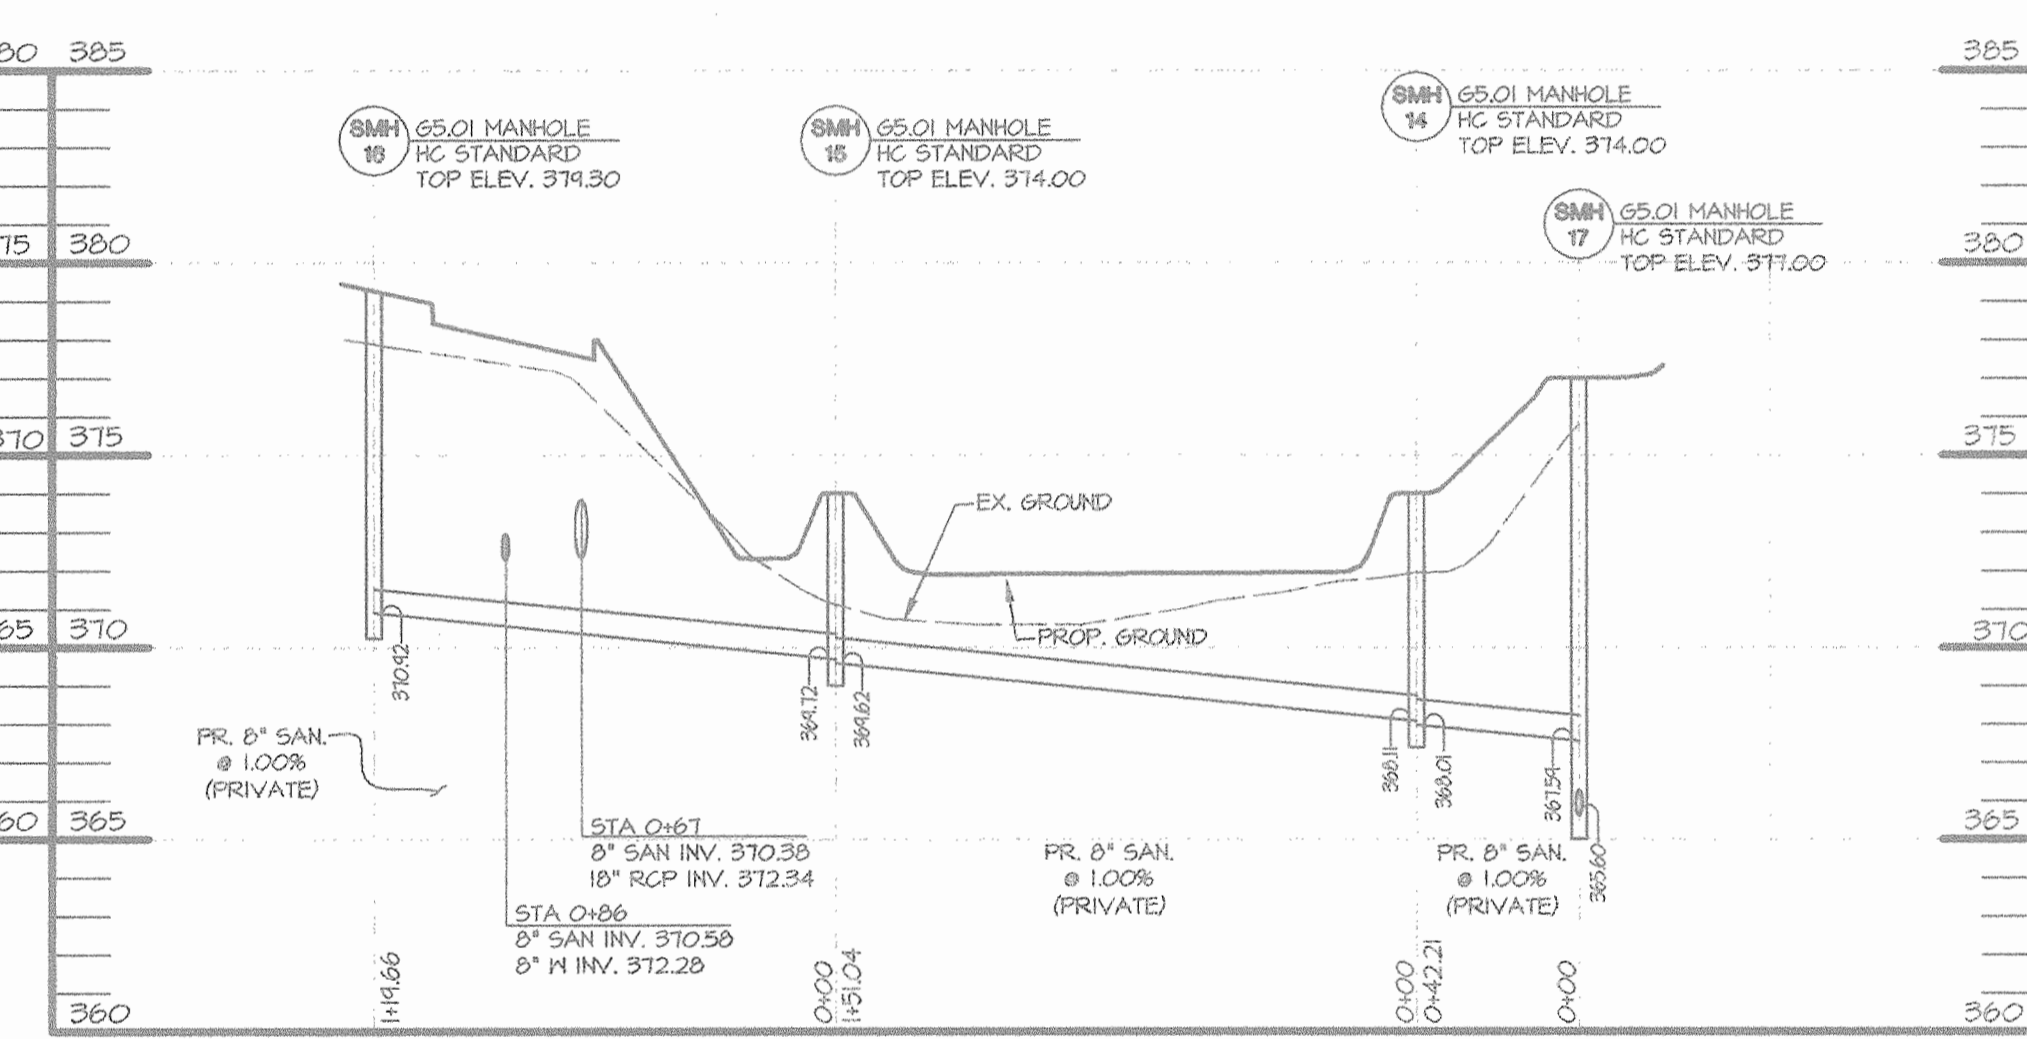 80 385
385
SMH
16
G5.01 MANHOLE
HC STANDARD
TOP ELEV. 379.30
SMH
15
G5.01 MANHOLE
HC STANDARD
TOP ELEV. 374.00
SMH
14
G5.01 MANHOLE
HC STANDARD
TOP ELEV. 374.00
SMH
17
G5.01 MANHOLE
HC STANDARD
TOP ELEV. 377.00
75 380
380
370 375
375
EX. GROUND
PROP. GROUND
65 370
370
370.92
369.72
369.62
368.11
368.01
367.59
365.60
PR. 8" SAN.
@ 1.00%
(PRIVATE)
60 365
365
STA 0+67
8" SAN INV. 370.38
18" RCP INV. 372.34
PR. 8" SAN.
@ 1.00%
(PRIVATE)
PR. 8" SAN.
@ 1.00%
(PRIVATE)
STA 0+86
8" SAN INV. 370.58
8" W INV. 372.28
1+19.66
0+00
1+51.04
0+00
0+42.21
0+00
360
360